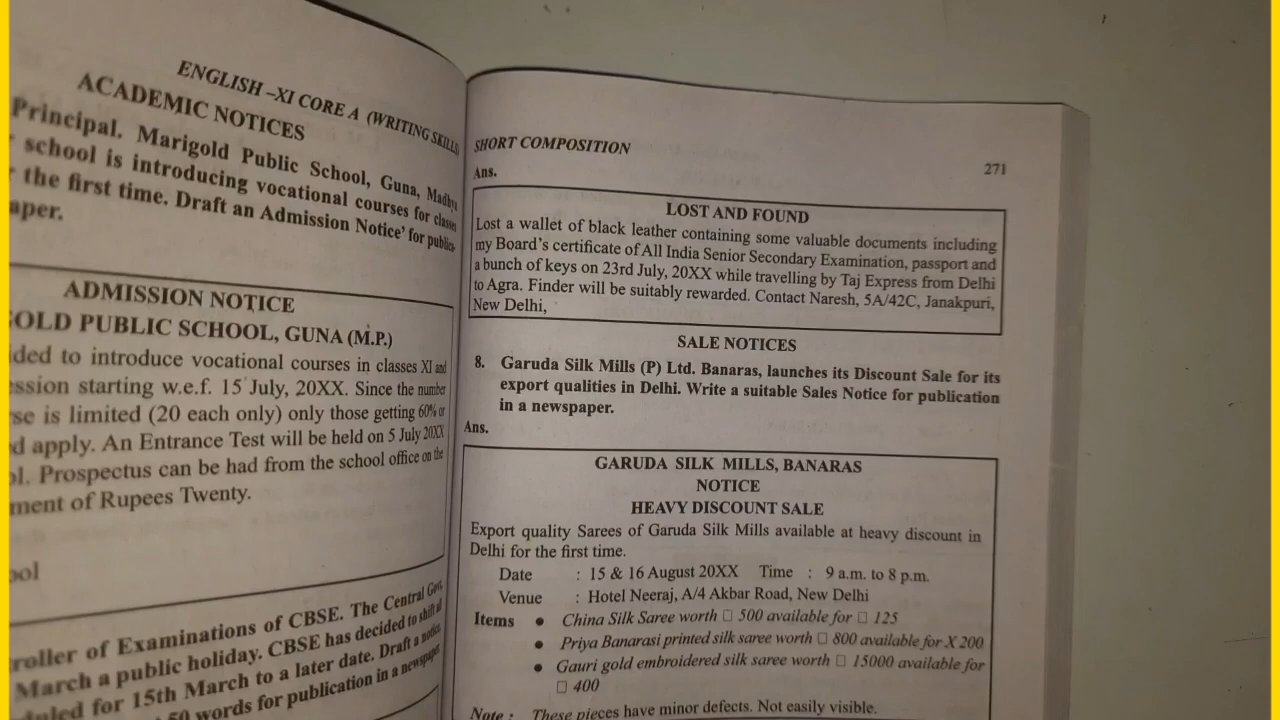 ENGLISH –XI CORE A (WRITING SKILLS)
ACADEMIC NOTICES
Principal. Marigold Public School, Guna, Madhya
school is introducing vocational courses for classes
the first time. Draft an Admission Notice' for public-
aper.
ADMISSION NOTICE
GOLD PUBLIC SCHOOL, GUNA (M.P.)
ded to introduce vocational courses in classes XI and
ssion starting w.e.f. 15 July, 20XX. Since the number
se is limited (20 each only) only those getting 60% or
d apply. An Entrance Test will be held on 5 July 20XX
ol. Prospectus can be had from the school office on the
ment of Rupees Twenty.
ool
roller of Examinations of CBSE. The Central Govt.
March a public holiday. CBSE has decided to shift all
duled for 15th March to a later date. Draft a notice
50 words for publication in a newspaper.
SHORT COMPOSITION
271
Ans.
LOST AND FOUND
Lost a wallet of black leather containing some valuable documents including
my Board's certificate of All India Senior Secondary Examination, passport and
a bunch of keys on 23rd July, 20XX while travelling by Taj Express from Delhi
to Agra. Finder will be suitably rewarded. Contact Naresh, 5A/42C, Janakpuri,
New Delhi,
SALE NOTICES
8. Garuda Silk Mills (P) Ltd. Banaras, launches its Discount Sale for its
export qualities in Delhi. Write a suitable Sales Notice for publication
in a newspaper.
Ans.
GARUDA SILK MILLS, BANARAS
NOTICE
HEAVY DISCOUNT SALE
Export quality Sarees of Garuda Silk Mills available at heavy discount in
Delhi for the first time.
Date : 15 & 16 August 20XX Time : 9 a.m. to 8 p.m.
Venue : Hotel Neeraj, A/4 Akbar Road, New Delhi
Items ● China Silk Saree worth □ 500 available for □ 125
● Priya Banarasi printed silk saree worth □ 800 available for X 200
● Gauri gold embroidered silk saree worth □ 15000 available for
□ 400
Note : These pieces have minor defects. Not easily visible.